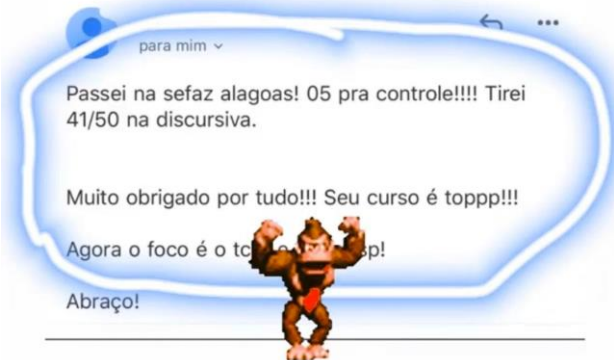 para mim
Passei na sefaz alagoas! 05 pra controle!!!! Tirei
41/50 na discursiva.
Muito obrigado por tudo!!! Seu curso é toppp!!!
Agora o foco é o
Abraço!